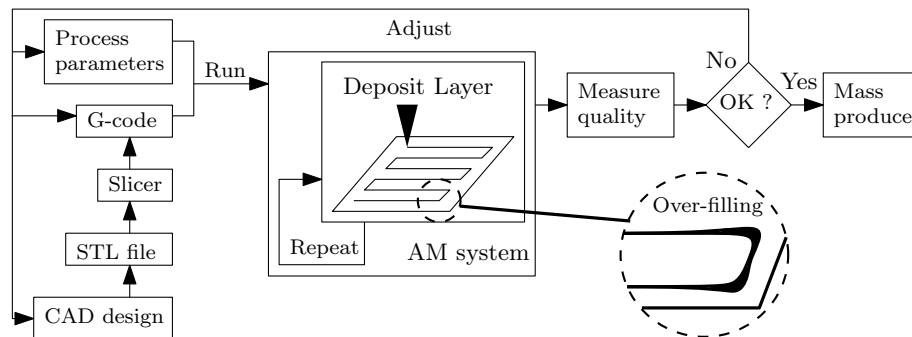 Adjust
Process
parameters
Run
Deposit Layer
No
Yes
Measure
quality
OK ?
Mass
produce
G-code
Slicer
Over-filling
STL file
Repeat
AM system
CAD design